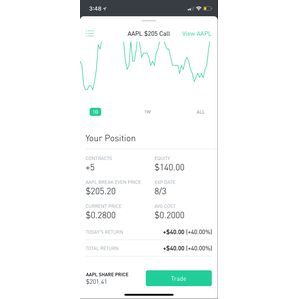 3:48
AAPL $205 Call
View AAPL
1D
1W
ALL
Your Position
CONTRACTS
EQUITY
+5
$140.00
AAPL BREAK EVEN PRICE
EXP DATE
$205.20
8/3
CURRENT PRICE
AVG COST
$0.2800
$0.2000
TODAY'S RETURN
+$40.00 (+40.00%)
TOTAL RETURN
+$40.00 (+40.00%)
AAPL SHARE PRICE
$201.41
Trade